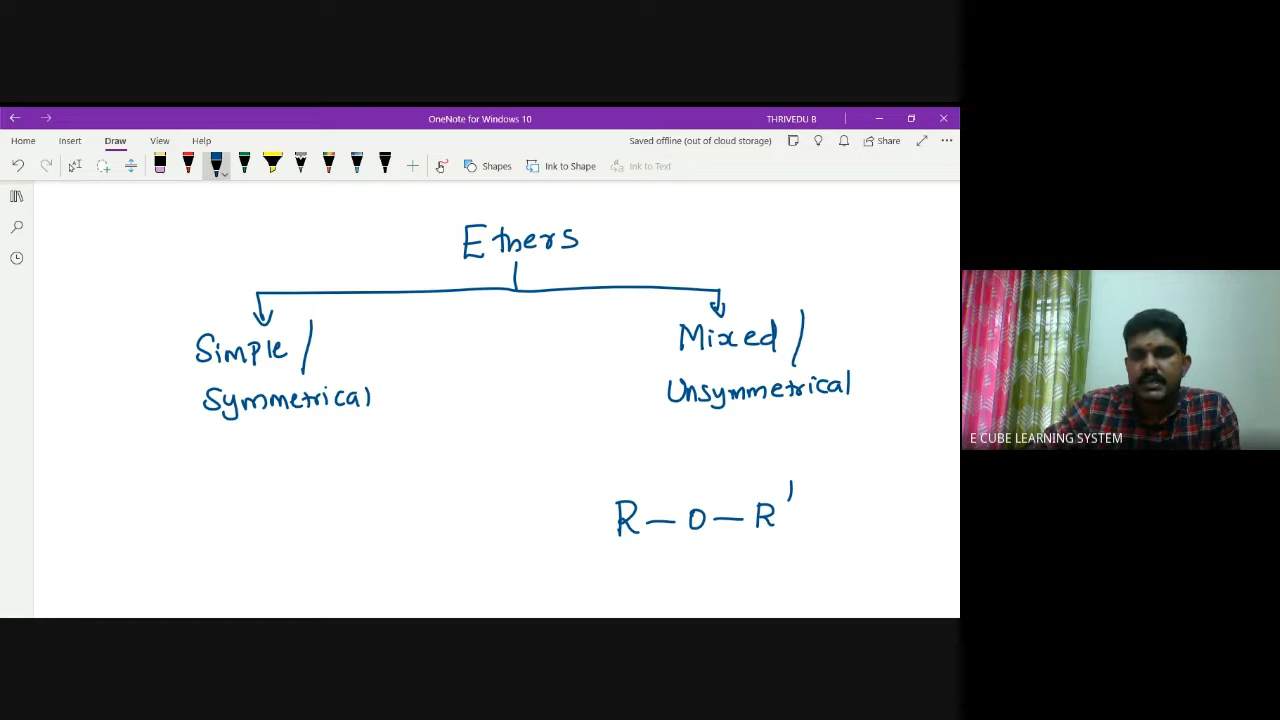 OneNote for Windows 10
THRIVEDU B
Home Insert Draw View Help
Saved offline (out of cloud storage)
Share
Shapes
Ink to Shape
Ink to Text
Ethers
Simple /
Symmetrical
Mixed /
Unsymmetrical
R — O — R'
E CUBE LEARNING SYSTEM